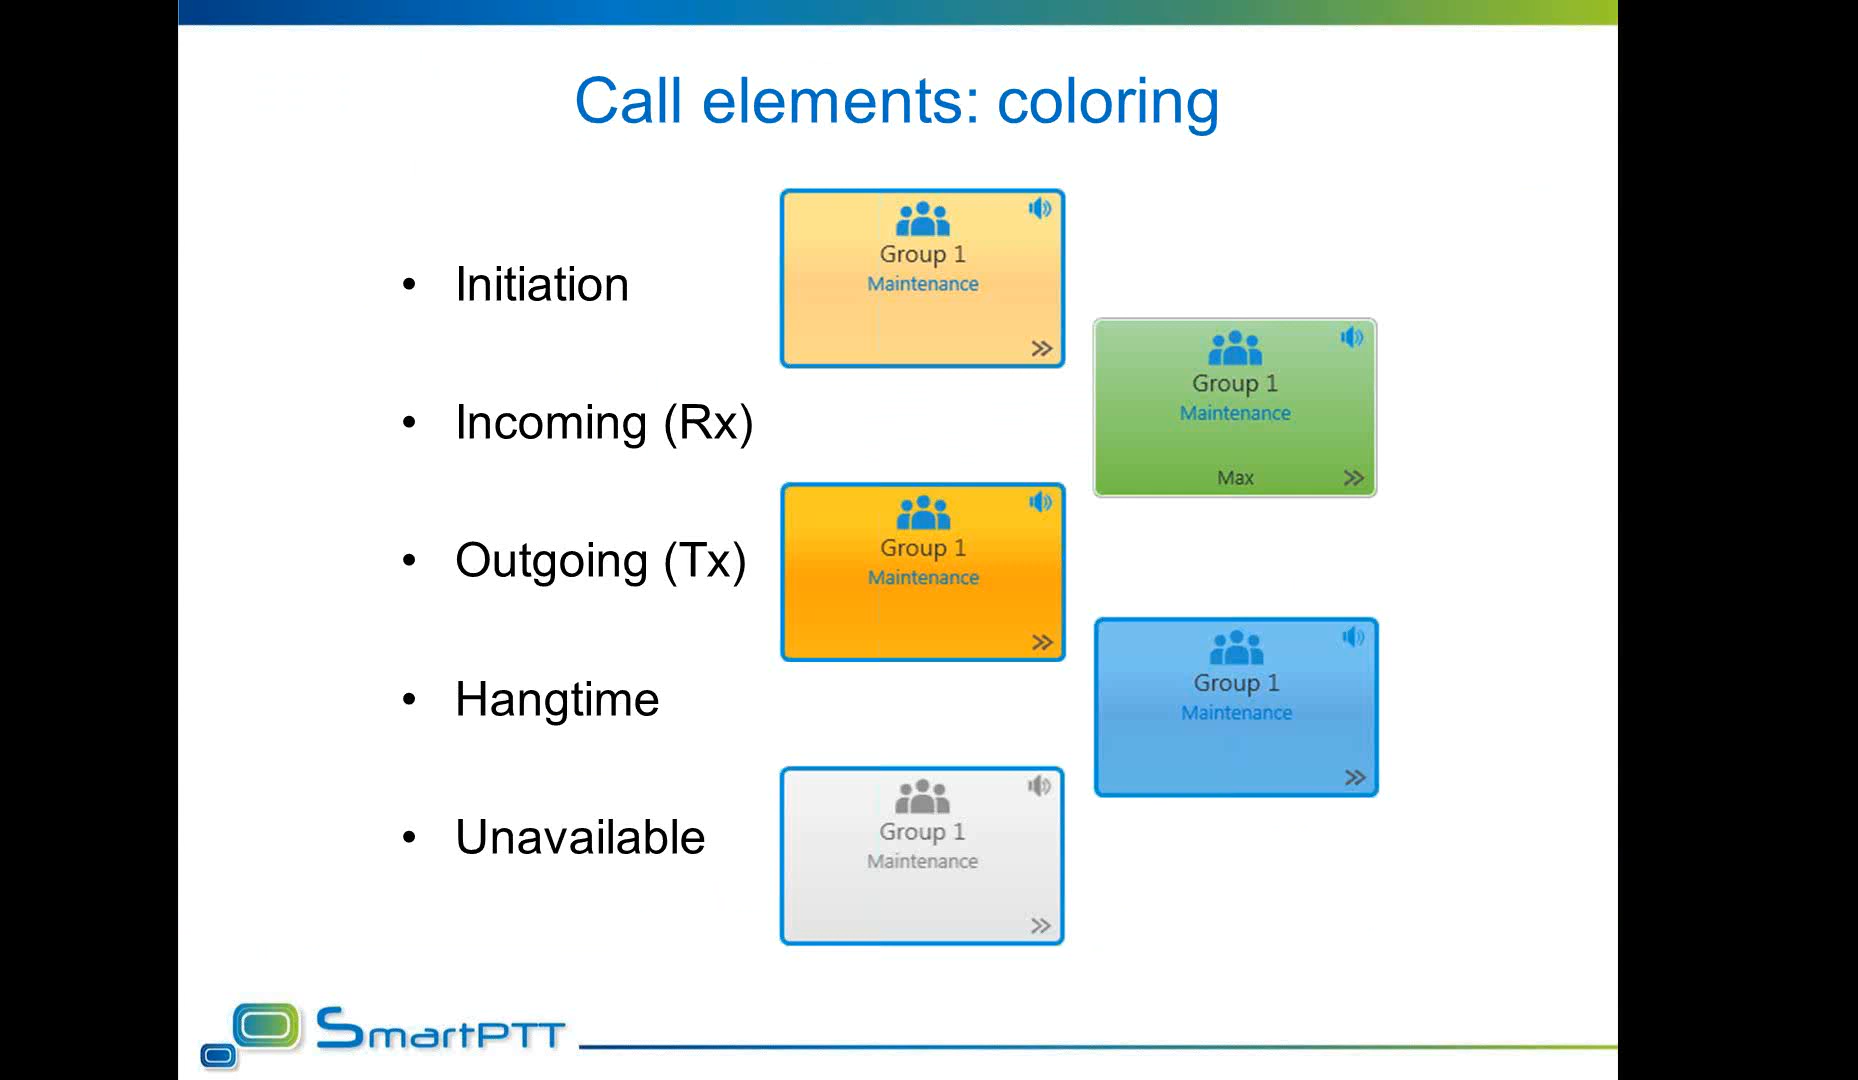 Call elements: coloring
• Initiation
Group 1
Maintenance
• Incoming (Rx)
Group 1
Maintenance
Max
• Outgoing (Tx)
Group 1
Maintenance
• Hangtime
Group 1
Maintenance
• Unavailable
Group 1
Maintenance
SmartPTT